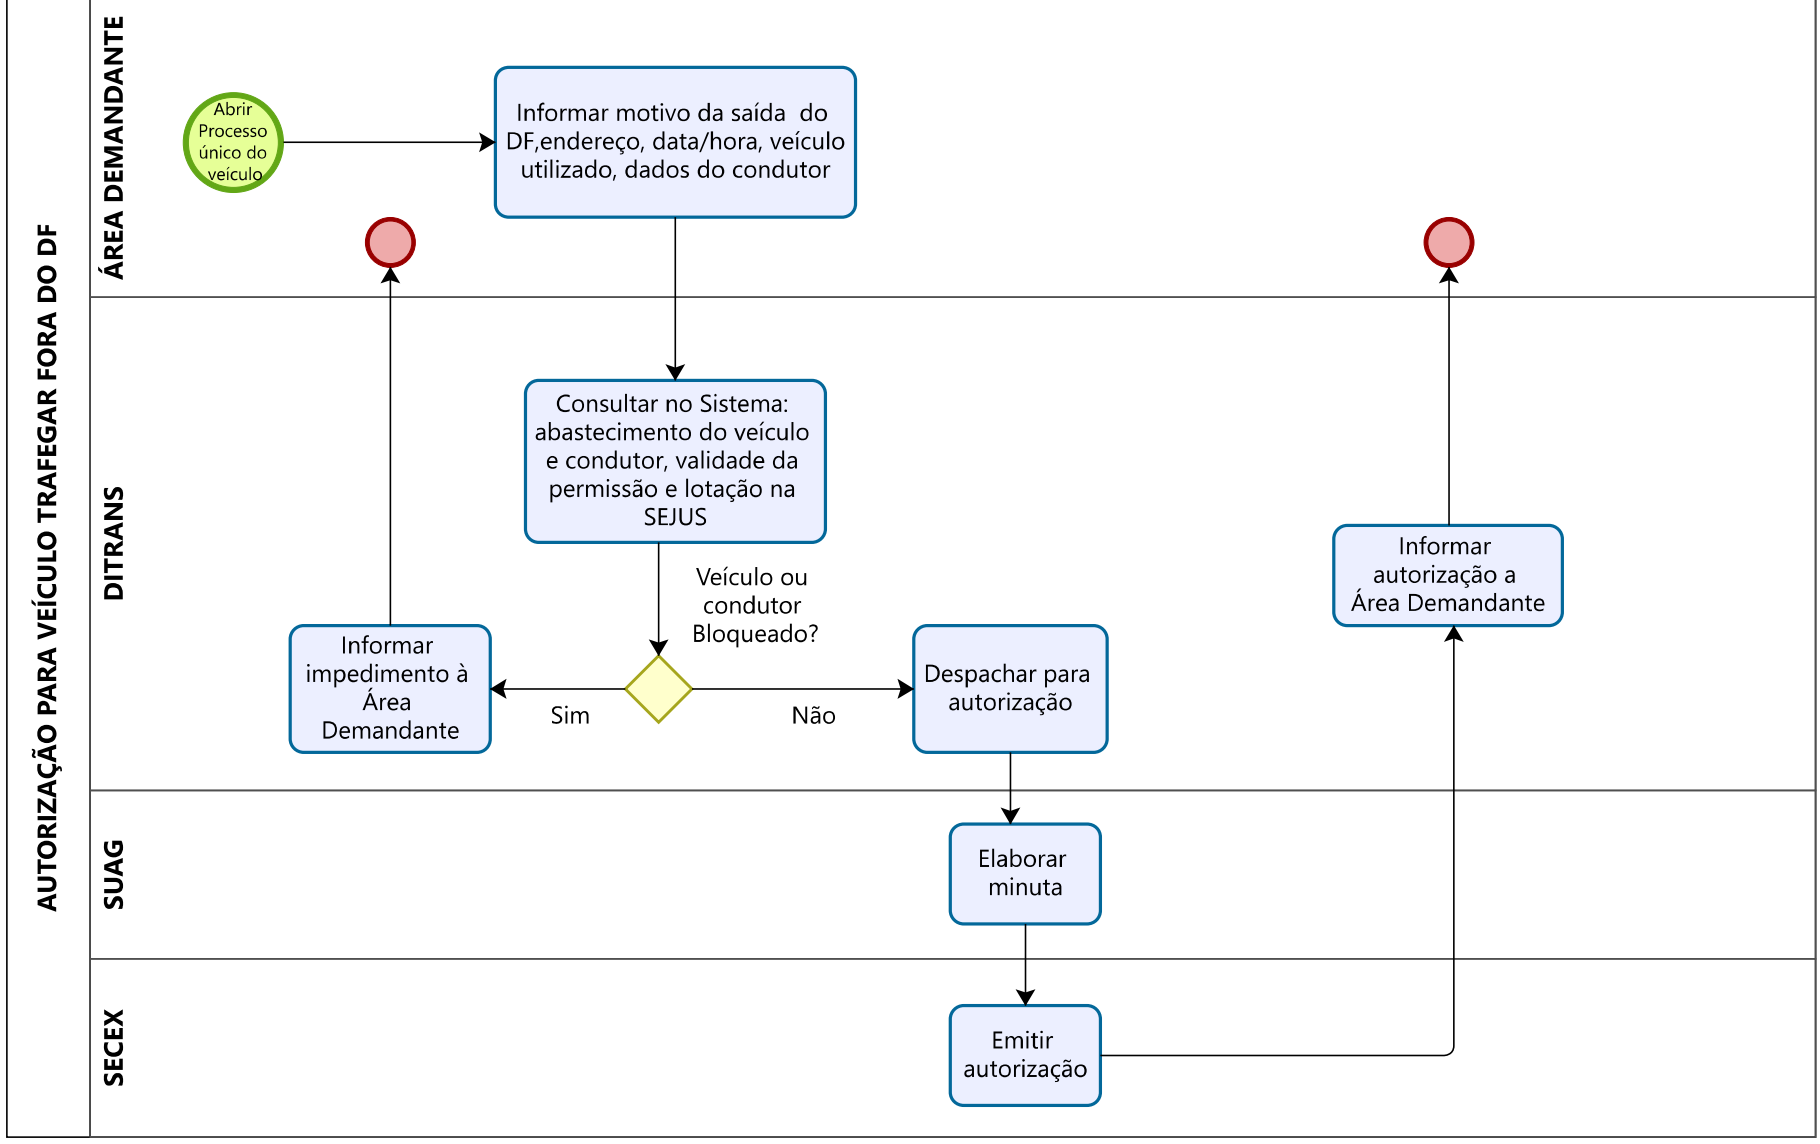 AUTORIZAÇÃO PARA VEÍCULO TRAFEGAR FORA DO DF
ÁREA DEMANDANTE
Abrir
Processo
único do
veículo
Informar motivo da saída do
DF,endereço, data/hora, veículo
utilizado, dados do condutor
DITRANS
Consultar no Sistema:
abastecimento do veículo
e condutor, validade da
permissão e lotação na
SEJUS
Veículo ou
condutor
Bloqueado?
Sim
Não
Informar
impedimento à
Área
Demandante
Despachar para
autorização
Informar
autorização a
Área Demandante
SUAG
Elaborar
minuta
SECEX
Emitir
autorização